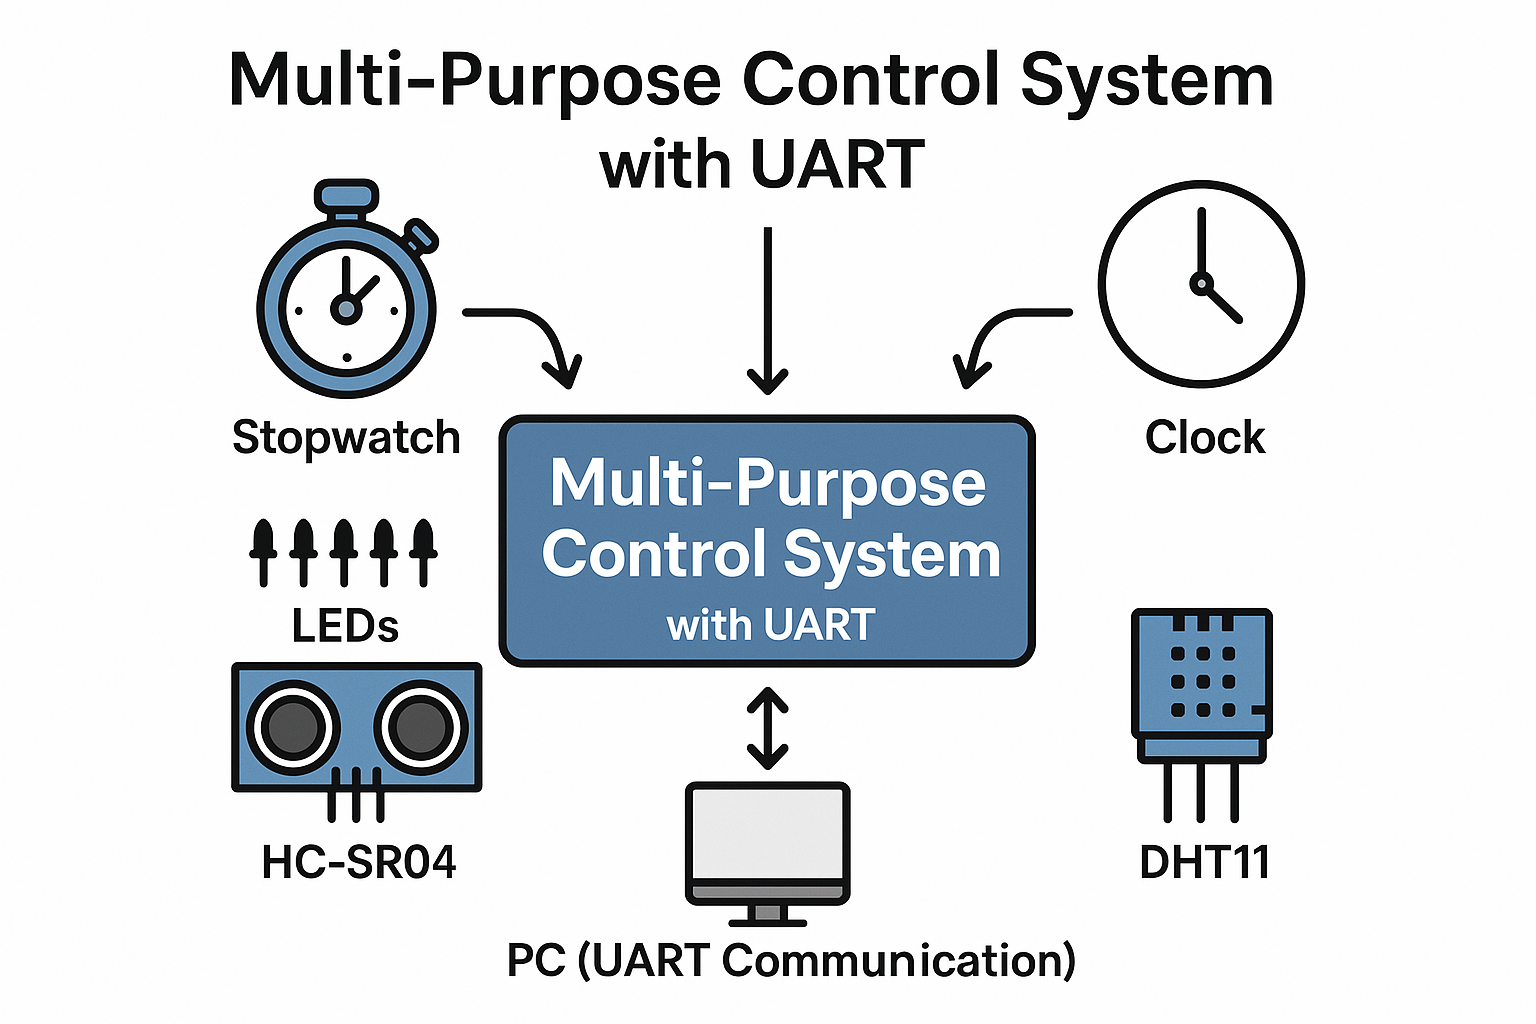 Multi-Purpose Control System
with UART
Stopwatch
Clock
Multi-Purpose
Control System
with UART
LEDs
HC-SR04
DHT11
PC (UART Communication)